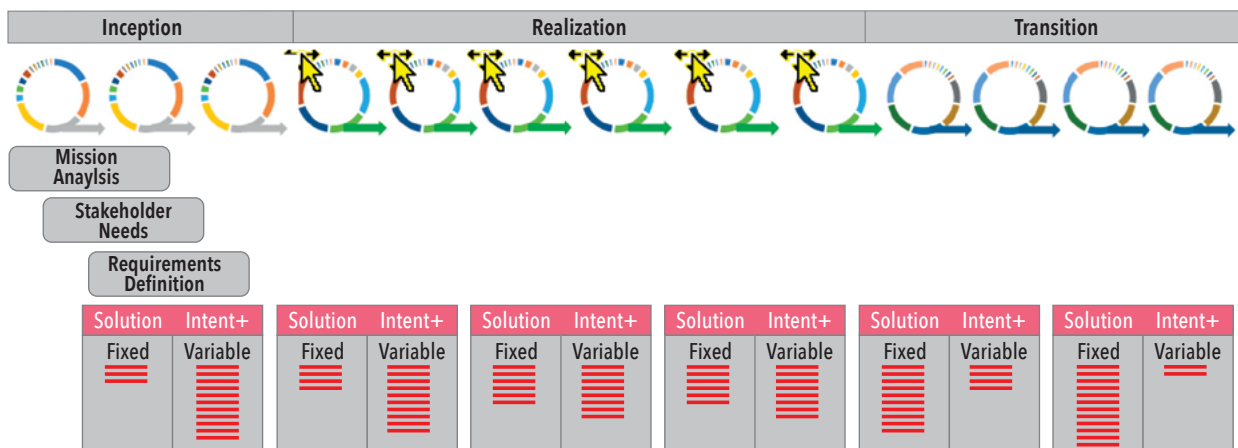 Inception Realization Transition
Mission
Anaylsis
Stakeholder
Needs
Requirements
Definition
Solution Intent+ Solution Intent+ Solution Intent+ Solution Intent+ Solution Intent+ Solution Intent+
Fixed Variable Fixed Variable Fixed Variable Fixed Variable Fixed Variable Fixed Variable